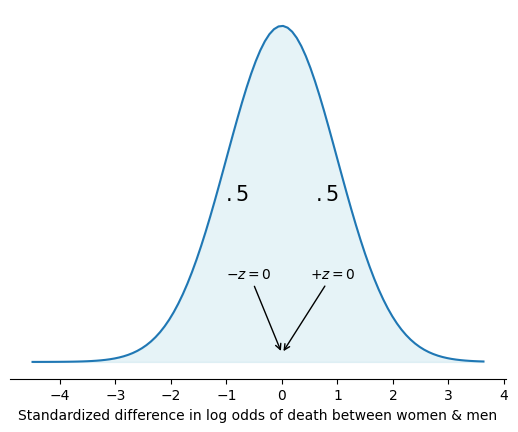 .5 .5
−z = 0 +z = 0
−4 −3 −2 −1 0 1 2 3 4
Standardized difference in log odds of death between women & men